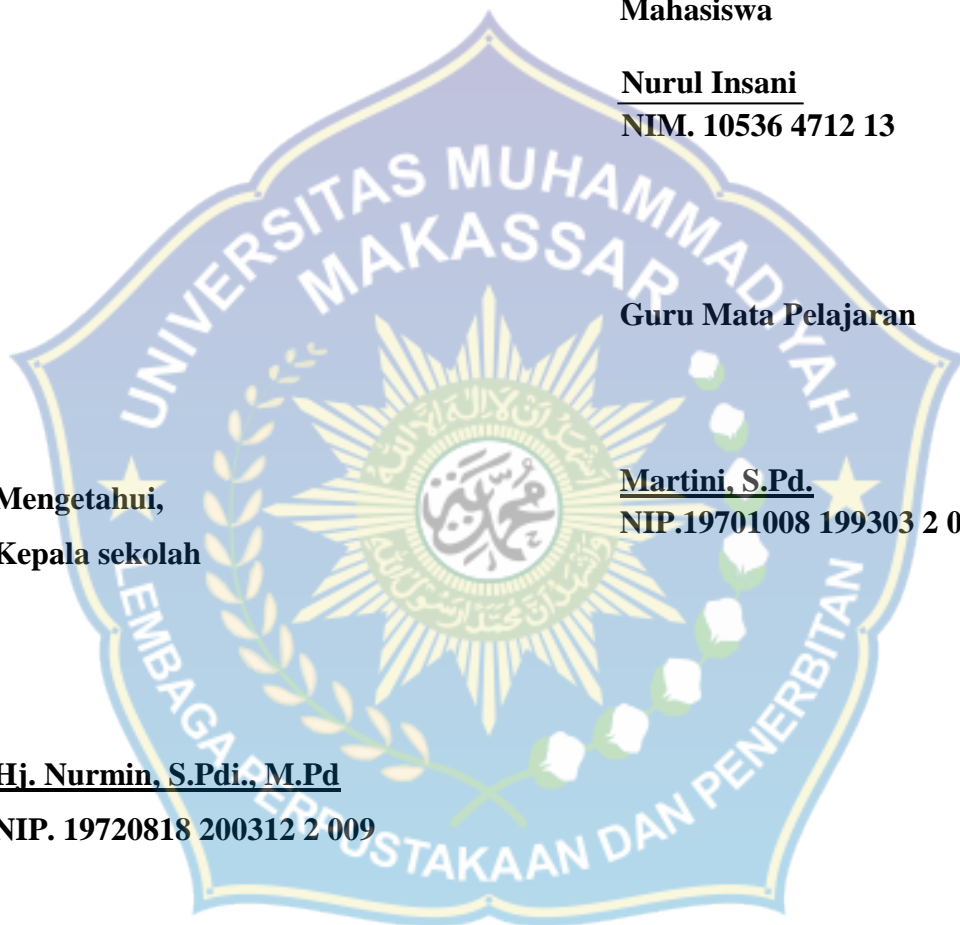 Mahasiswa
Nurul Insani
NIM. 10536 4712 13
Guru Mata Pelajaran
Martini, S.Pd.
NIP.19701008 199303 2 0
Mengetahui,
Kepala sekolah
Hj. Nurmin, S.Pdi., M.Pd
NIP. 19720818 200312 2 009
UNIVERSITAS MUHAMMADIYAH
MAKASSAR
LEMBAGA PERPUSTAKAAN DAN PENERBITAN
محمد